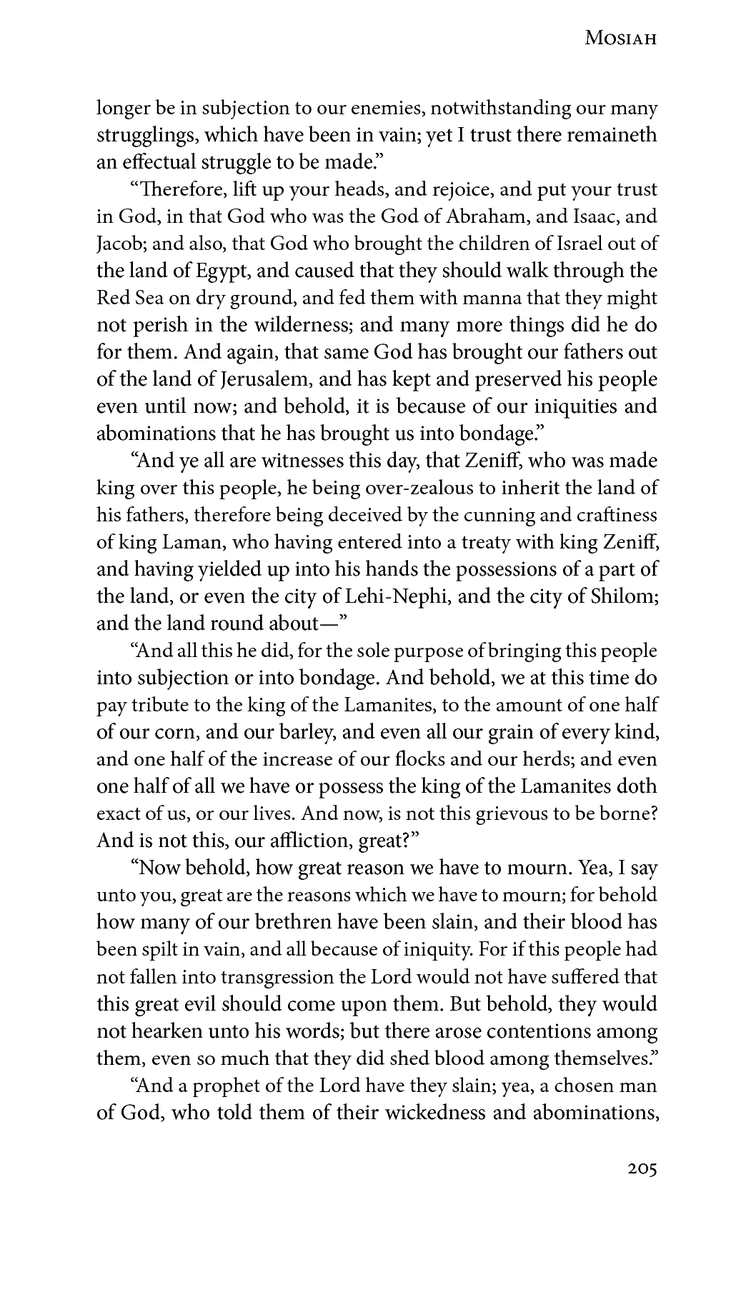 Mosiah
longer be in subjection to our enemies, notwithstanding our many
strugglings, which have been in vain; yet I trust there remaineth
an effectual struggle to be made.”
“Therefore, lift up your heads, and rejoice, and put your trust
in God, in that God who was the God of Abraham, and Isaac, and
Jacob; and also, that God who brought the children of Israel out of
the land of Egypt, and caused that they should walk through the
Red Sea on dry ground, and fed them with manna that they might
not perish in the wilderness; and many more things did he do
for them. And again, that same God has brought our fathers out
of the land of Jerusalem, and has kept and preserved his people
even until now; and behold, it is because of our iniquities and
abominations that he has brought us into bondage.”
“And ye all are witnesses this day, that Zeniff, who was made
king over this people, he being over-zealous to inherit the land of
his fathers, therefore being deceived by the cunning and craftiness
of king Laman, who having entered into a treaty with king Zeniff,
and having yielded up into his hands the possessions of a part of
the land, or even the city of Lehi-Nephi, and the city of Shilom;
and the land round about—”
“And all this he did, for the sole purpose of bringing this people
into subjection or into bondage. And behold, we at this time do
pay tribute to the king of the Lamanites, to the amount of one half
of our corn, and our barley, and even all our grain of every kind,
and one half of the increase of our flocks and our herds; and even
one half of all we have or possess the king of the Lamanites doth
exact of us, or our lives. And now, is not this grievous to be borne?
And is not this, our affliction, great?”
“Now behold, how great reason we have to mourn. Yea, I say
unto you, great are the reasons which we have to mourn; for behold
how many of our brethren have been slain, and their blood has
been spilt in vain, and all because of iniquity. For if this people had
not fallen into transgression the Lord would not have suffered that
this great evil should come upon them. But behold, they would
not hearken unto his words; but there arose contentions among
them, even so much that they did shed blood among themselves.”
“And a prophet of the Lord have they slain; yea, a chosen man
of God, who told them of their wickedness and abominations,
205